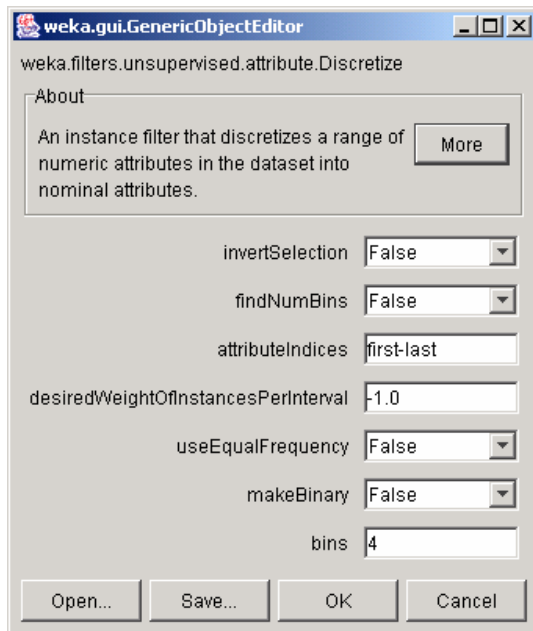 weka.gui.GenericObjectEditor
weka.filters.unsupervised.attribute.Discretize
About
An instance filter that discretizes a range of
numeric attributes in the dataset into
nominal attributes.
More
invertSelection False
findNumBins False
attributeIndices first-last
desiredWeightOfInstancesPerInterval -1.0
useEqualFrequency False
makeBinary False
bins 4
Open... Save... OK Cancel